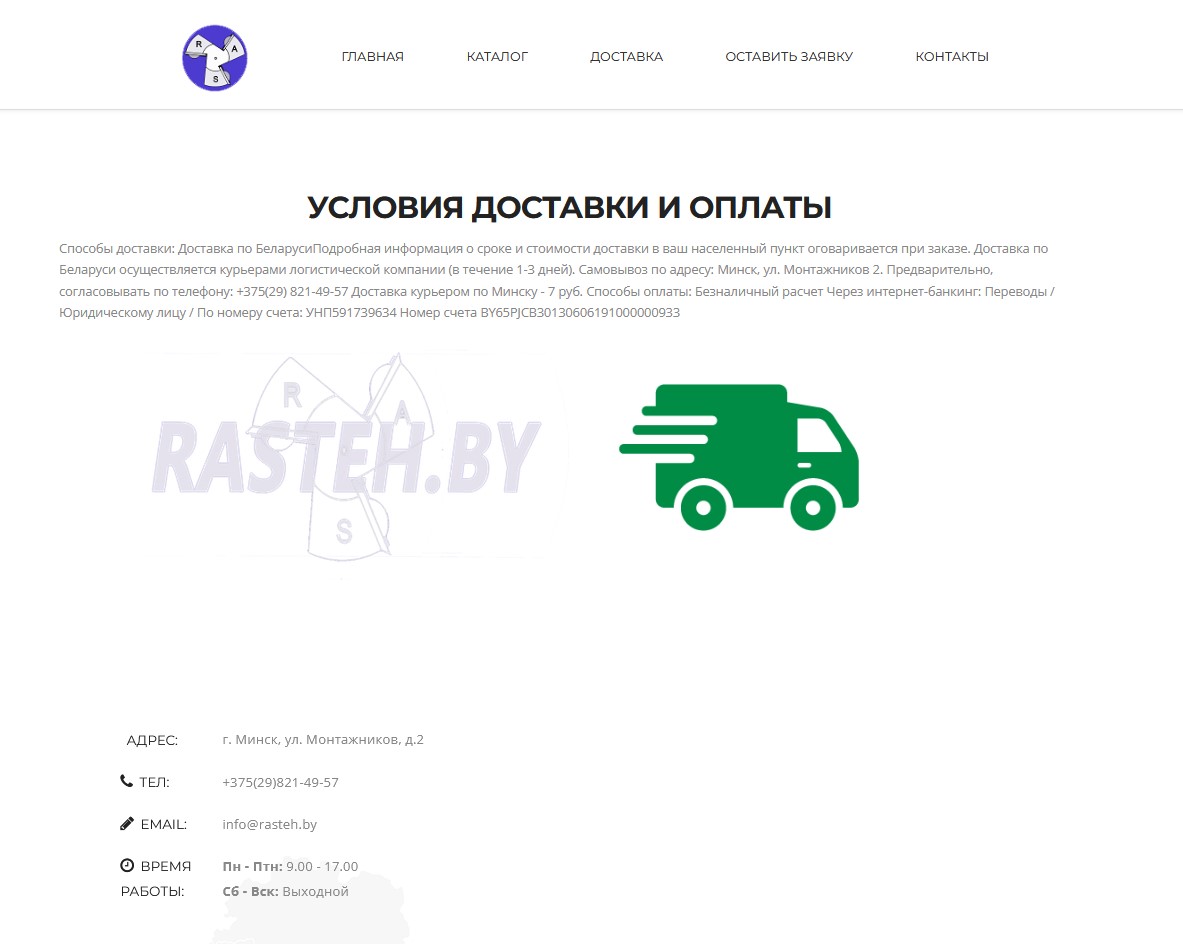 R A S
ГЛАВНАЯ КАТАЛОГ ДОСТАВКА ОСТАВИТЬ ЗАЯВКУ КОНТАКТЫ
УСЛОВИЯ ДОСТАВКИ И ОПЛАТЫ
Способы доставки: Доставка по БеларусиПодробная информация о сроке и стоимости доставки в ваш населенный пункт оговаривается при заказе. Доставка по
Беларуси осуществляется курьерами логистической компании (в течение 1-3 дней). Самовывоз по адресу: Минск, ул. Монтажников 2. Предварительно,
согласовывать по телефону: +375(29) 821-49-57 Доставка курьером по Минску - 7 руб. Способы оплаты: Безналичный расчет Через интернет-банкинг: Переводы /
Юридическому лицу / По номеру счета: УНП591739634 Номер счета BY65PJCB30130606191000000933
R A
RASTEH.BY
S
АДРЕС: г. Минск, ул. Монтажников, д.2
ТЕЛ: +375(29)821-49-57
EMAIL: info@rasteh.by
ВРЕМЯ Пн - Птн: 9.00 - 17.00
РАБОТЫ: Сб - Вск: Выходной